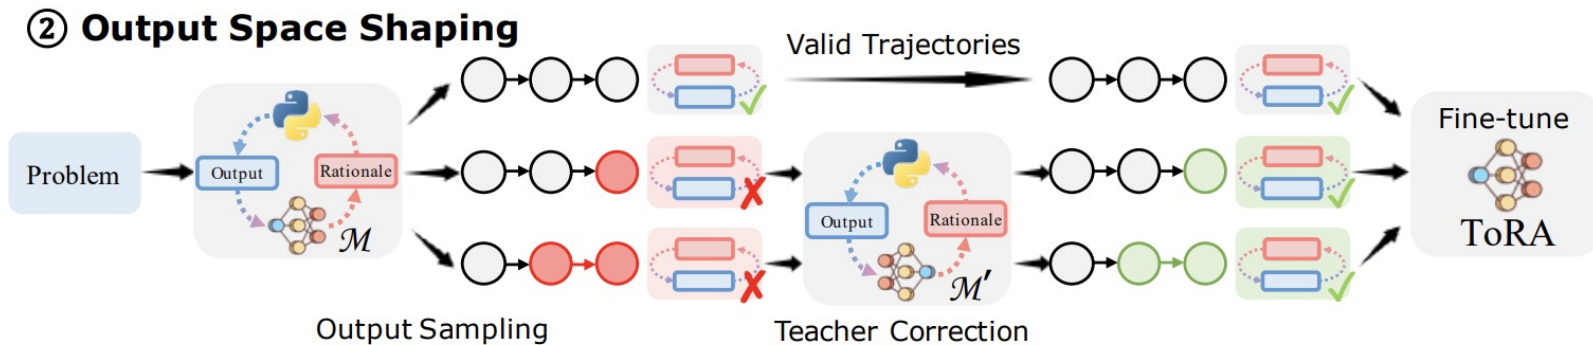 ② Output Space Shaping
Valid Trajectories
Problem
Output
Rationale
ℳ
Output
Rationale
ℳ′
Fine-tune
ToRA
Output Sampling
Teacher Correction